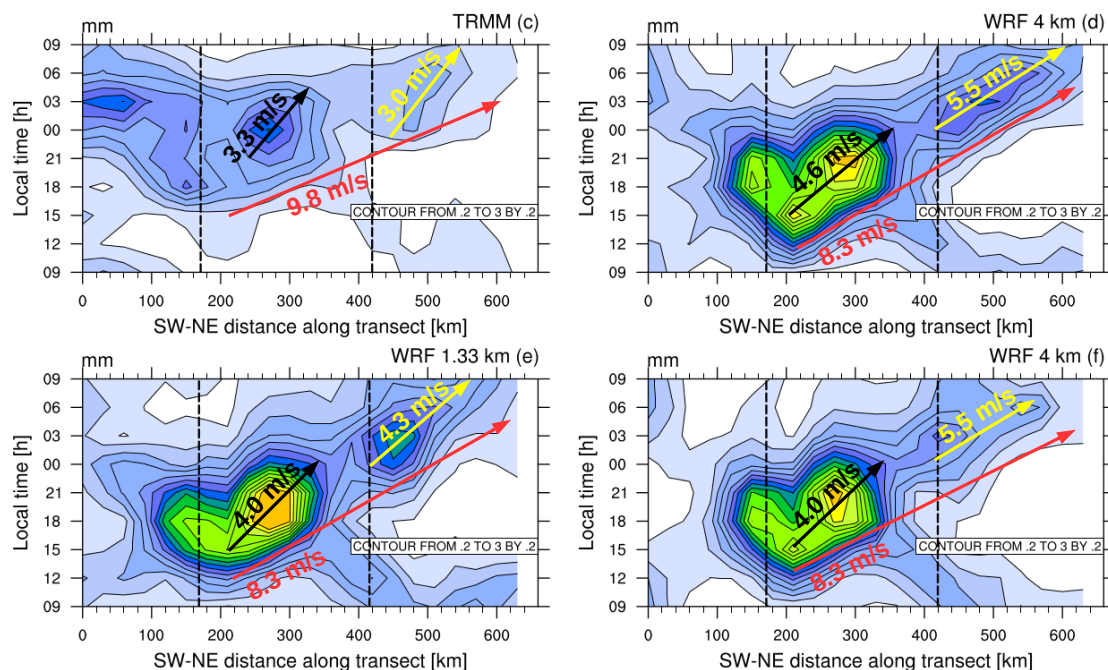 mm TRMM (c)
09
06
03
00
21
18
15
12
09
Local time [h]
3.3 m/s
3.0 m/s
9.8 m/s
CONTOUR FROM .2 TO 3 BY .2
0 100 200 300 400 500 600
SW-NE distance along transect [km]
mm WRF 4 km (d)
09
06
03
00
21
18
15
12
09
Local time [h]
4.6 m/s
5.5 m/s
8.3 m/s
CONTOUR FROM .2 TO 3 BY .2
0 100 200 300 400 500 600
SW-NE distance along transect [km]
mm WRF 1.33 km (e)
09
06
03
00
21
18
15
12
09
Local time [h]
4.0 m/s
4.3 m/s
8.3 m/s
CONTOUR FROM .2 TO 3 BY .2
0 100 200 300 400 500 600
SW-NE distance along transect [km]
mm WRF 4 km (f)
09
06
03
00
21
18
15
12
09
Local time [h]
4.0 m/s
5.5 m/s
8.3 m/s
CONTOUR FROM .2 TO 3 BY .2
0 100 200 300 400 500 600
SW-NE distance along transect [km]